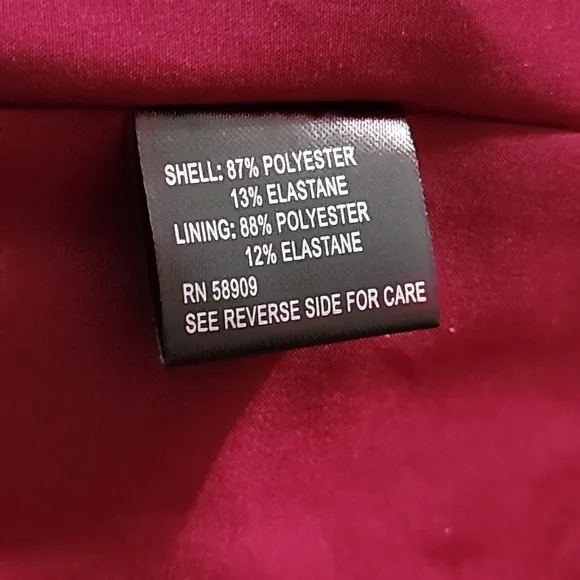 SHELL: 87% POLYESTER
13% ELASTANE
LINING: 88% POLYESTER
12% ELASTANE
RN 58909
SEE REVERSE SIDE FOR CARE